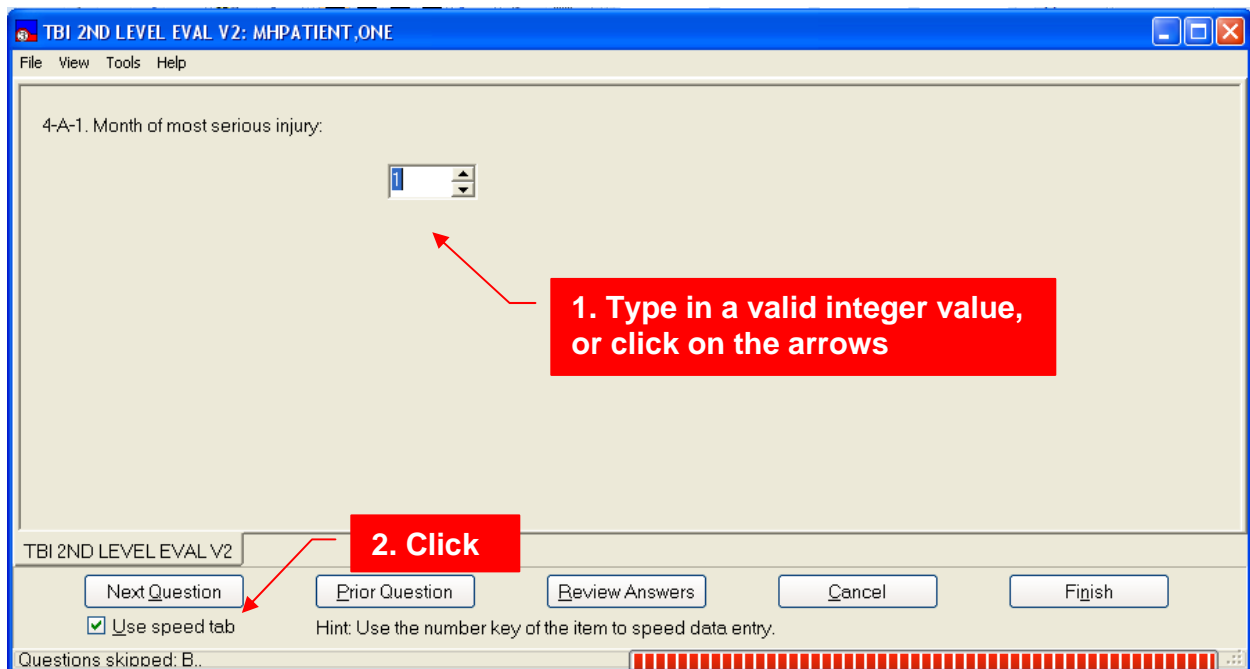 TBI 2ND LEVEL EVAL V2: MHPATIENT,ONE
File View Tools Help
4-A-1. Month of most serious injury:
1
1. Type in a valid integer value,
or click on the arrows
2. Click
TBI 2ND LEVEL EVAL V2
Next Question Prior Question Review Answers Cancel Finish
Use speed tab Hint: Use the number key of the item to speed data entry.
Questions skipped: B..